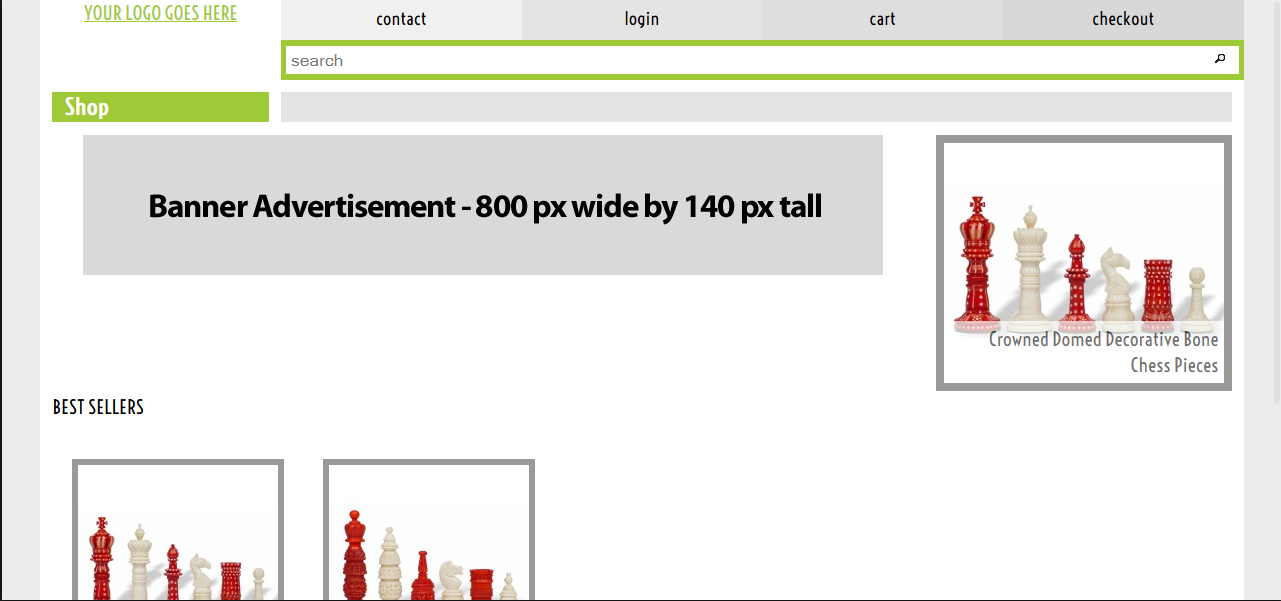 YOUR LOGO GOES HERE
contact
login
cart
checkout
search
Shop
Banner Advertisement - 800 px wide by 140 px tall
Crowned Domed Decorative Bone
Chess Pieces
BEST SELLERS